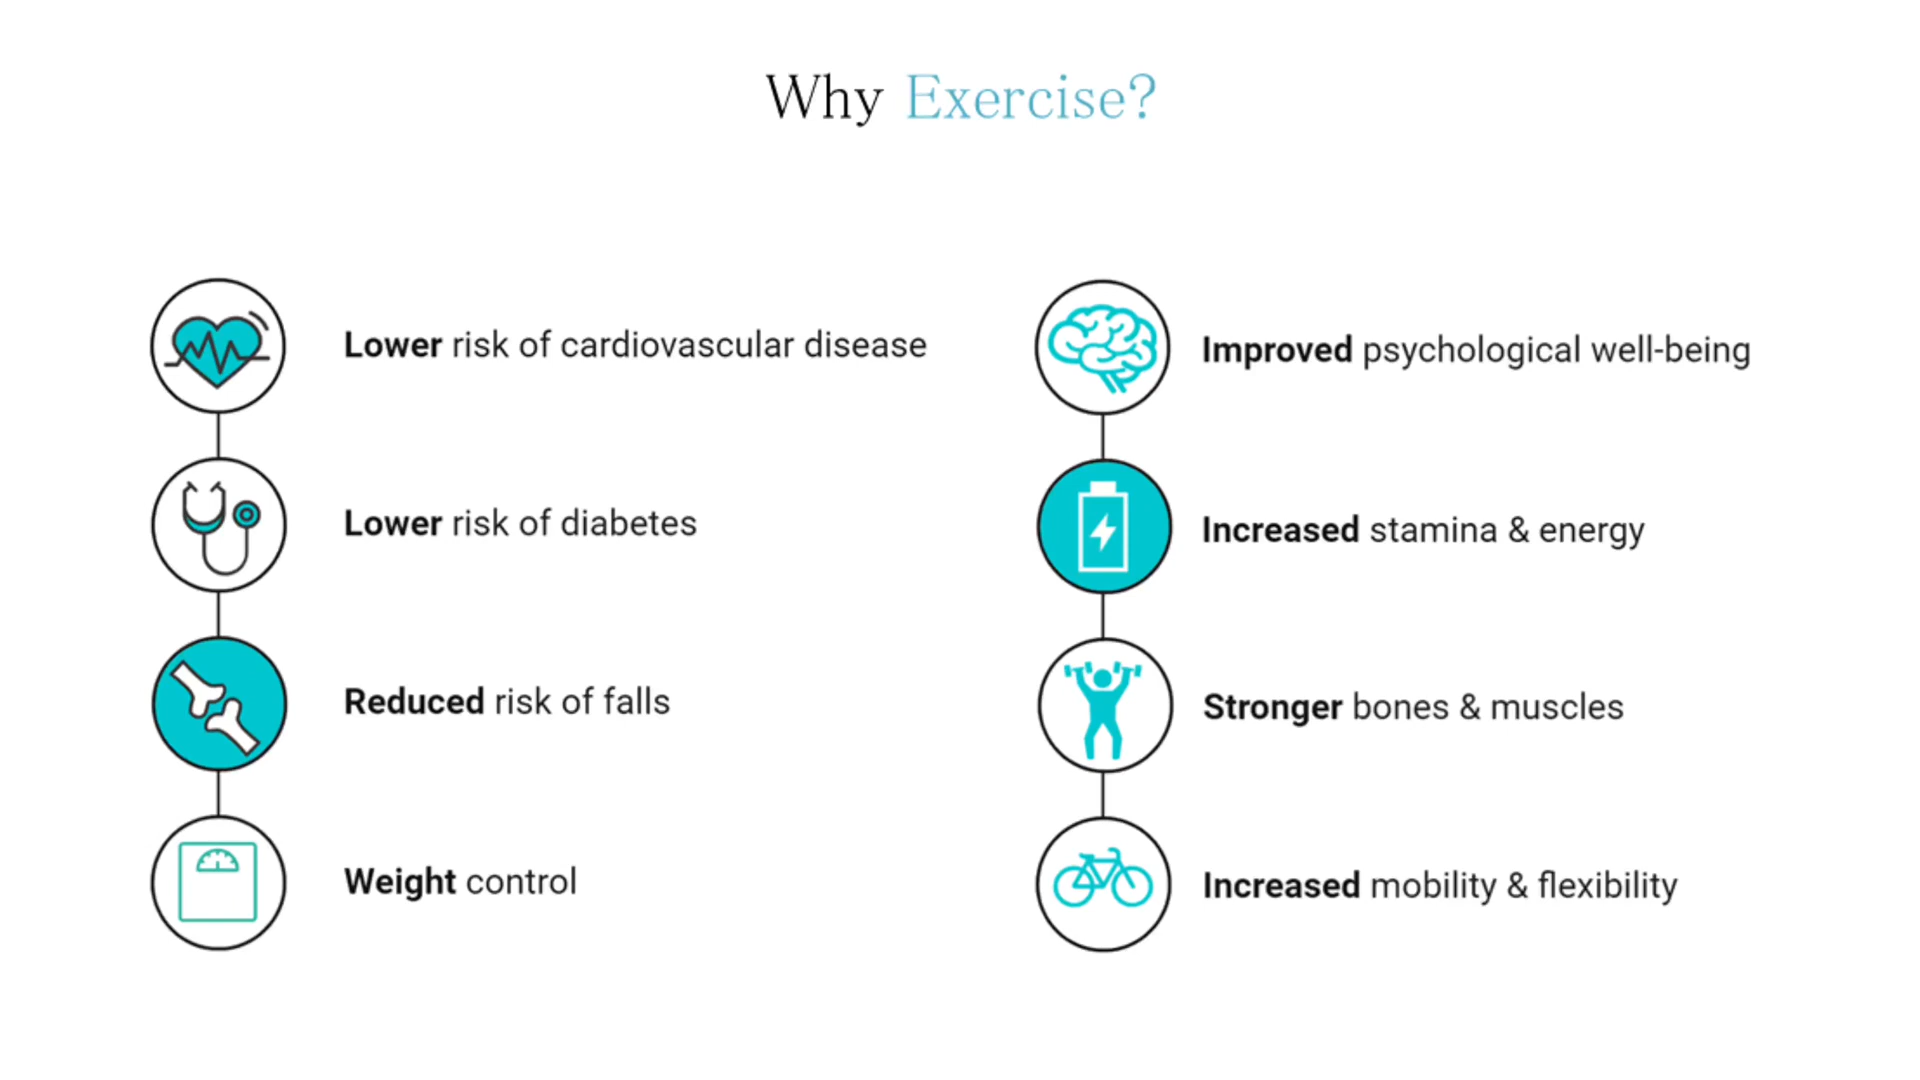 Why Exercise?
Lower risk of cardiovascular disease
Lower risk of diabetes
Reduced risk of falls
Weight control
Improved psychological well-being
Increased stamina & energy
Stronger bones & muscles
Increased mobility & flexibility